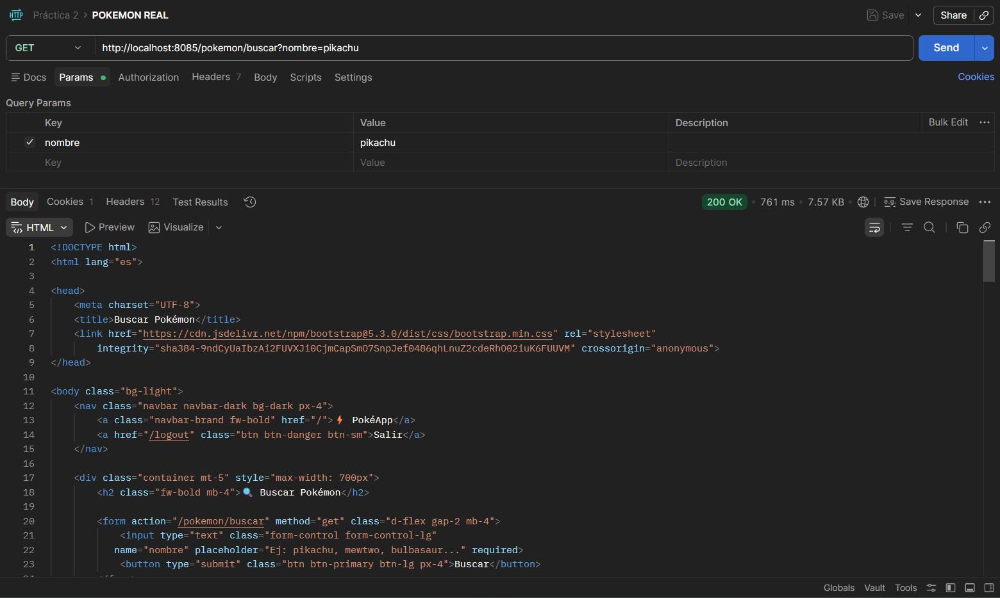 HTTP Práctica 2 > POKEMON REAL Save Share
GET http://localhost:8085/pokemon/buscar?nombre=pikachu Send
Docs Params Authorization Headers 7 Body Scripts Settings Cookies
Query Params
Key Value Description Bulk Edit
nombre pikachu
Key Value Description
Body Cookies 1 Headers 12 Test Results 200 OK • 761 ms • 7.57 KB • e.g. Save Response
HTML Preview Visualize
1 <!DOCTYPE html>
2 <html lang="es">
3
4 <head>
5 <meta charset="UTF-8">
6 <title>Buscar Pokémon</title>
7 <link href="https://cdn.jsdelivr.net/npm/bootstrap@5.3.0/dist/css/bootstrap.min.css" rel="stylesheet"
8 integrity="sha384-9ndCyUaIbzAi2FUVXJi0CjmCapSmO7SnpJef0486qhLnuZ2cdeRhO02iuK6FUUVM" crossorigin="anonymous">
9 </head>
10
11 <body class="bg-light">
12 <nav class="navbar navbar-dark bg-dark px-4">
13 <a class="navbar-brand fw-bold" href="/">⚡ PokéApp</a>
14 <a href="/logout" class="btn btn-danger btn-sm">Salir</a>
15 </nav>
16
17 <div class="container mt-5" style="max-width: 700px">
18 <h2 class="fw-bold mb-4">🔍 Buscar Pokémon</h2>
19
20 <form action="/pokemon/buscar" method="get" class="d-flex gap-2 mb-4">
21 <input type="text" class="form-control form-control-lg"
22 name="nombre" placeholder="Ej: pikachu, mewtwo, bulbasaur..." required>
23 <button type="submit" class="btn btn-primary btn-lg px-4">Buscar</button>
Globals Vault Tools